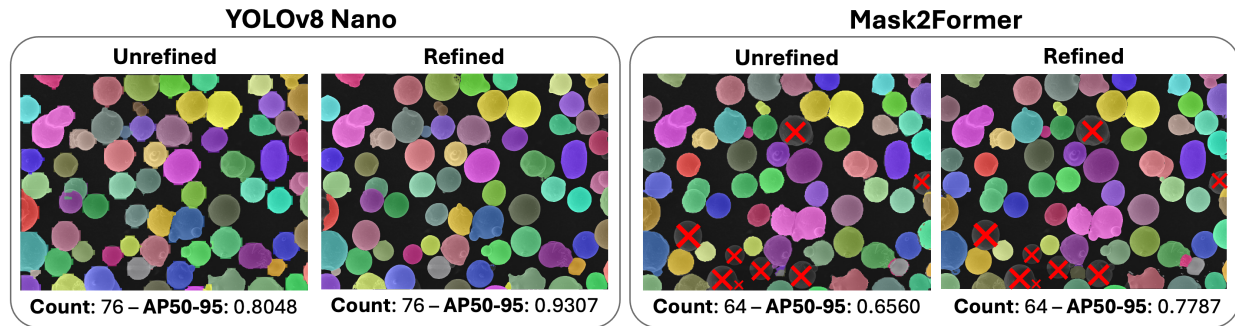 YOLOv8 Nano
Unrefined
Refined
Count: 76 – AP50-95: 0.8048
Count: 76 – AP50-95: 0.9307
Mask2Former
Unrefined
Refined
Count: 64 – AP50-95: 0.6560
Count: 64 – AP50-95: 0.7787